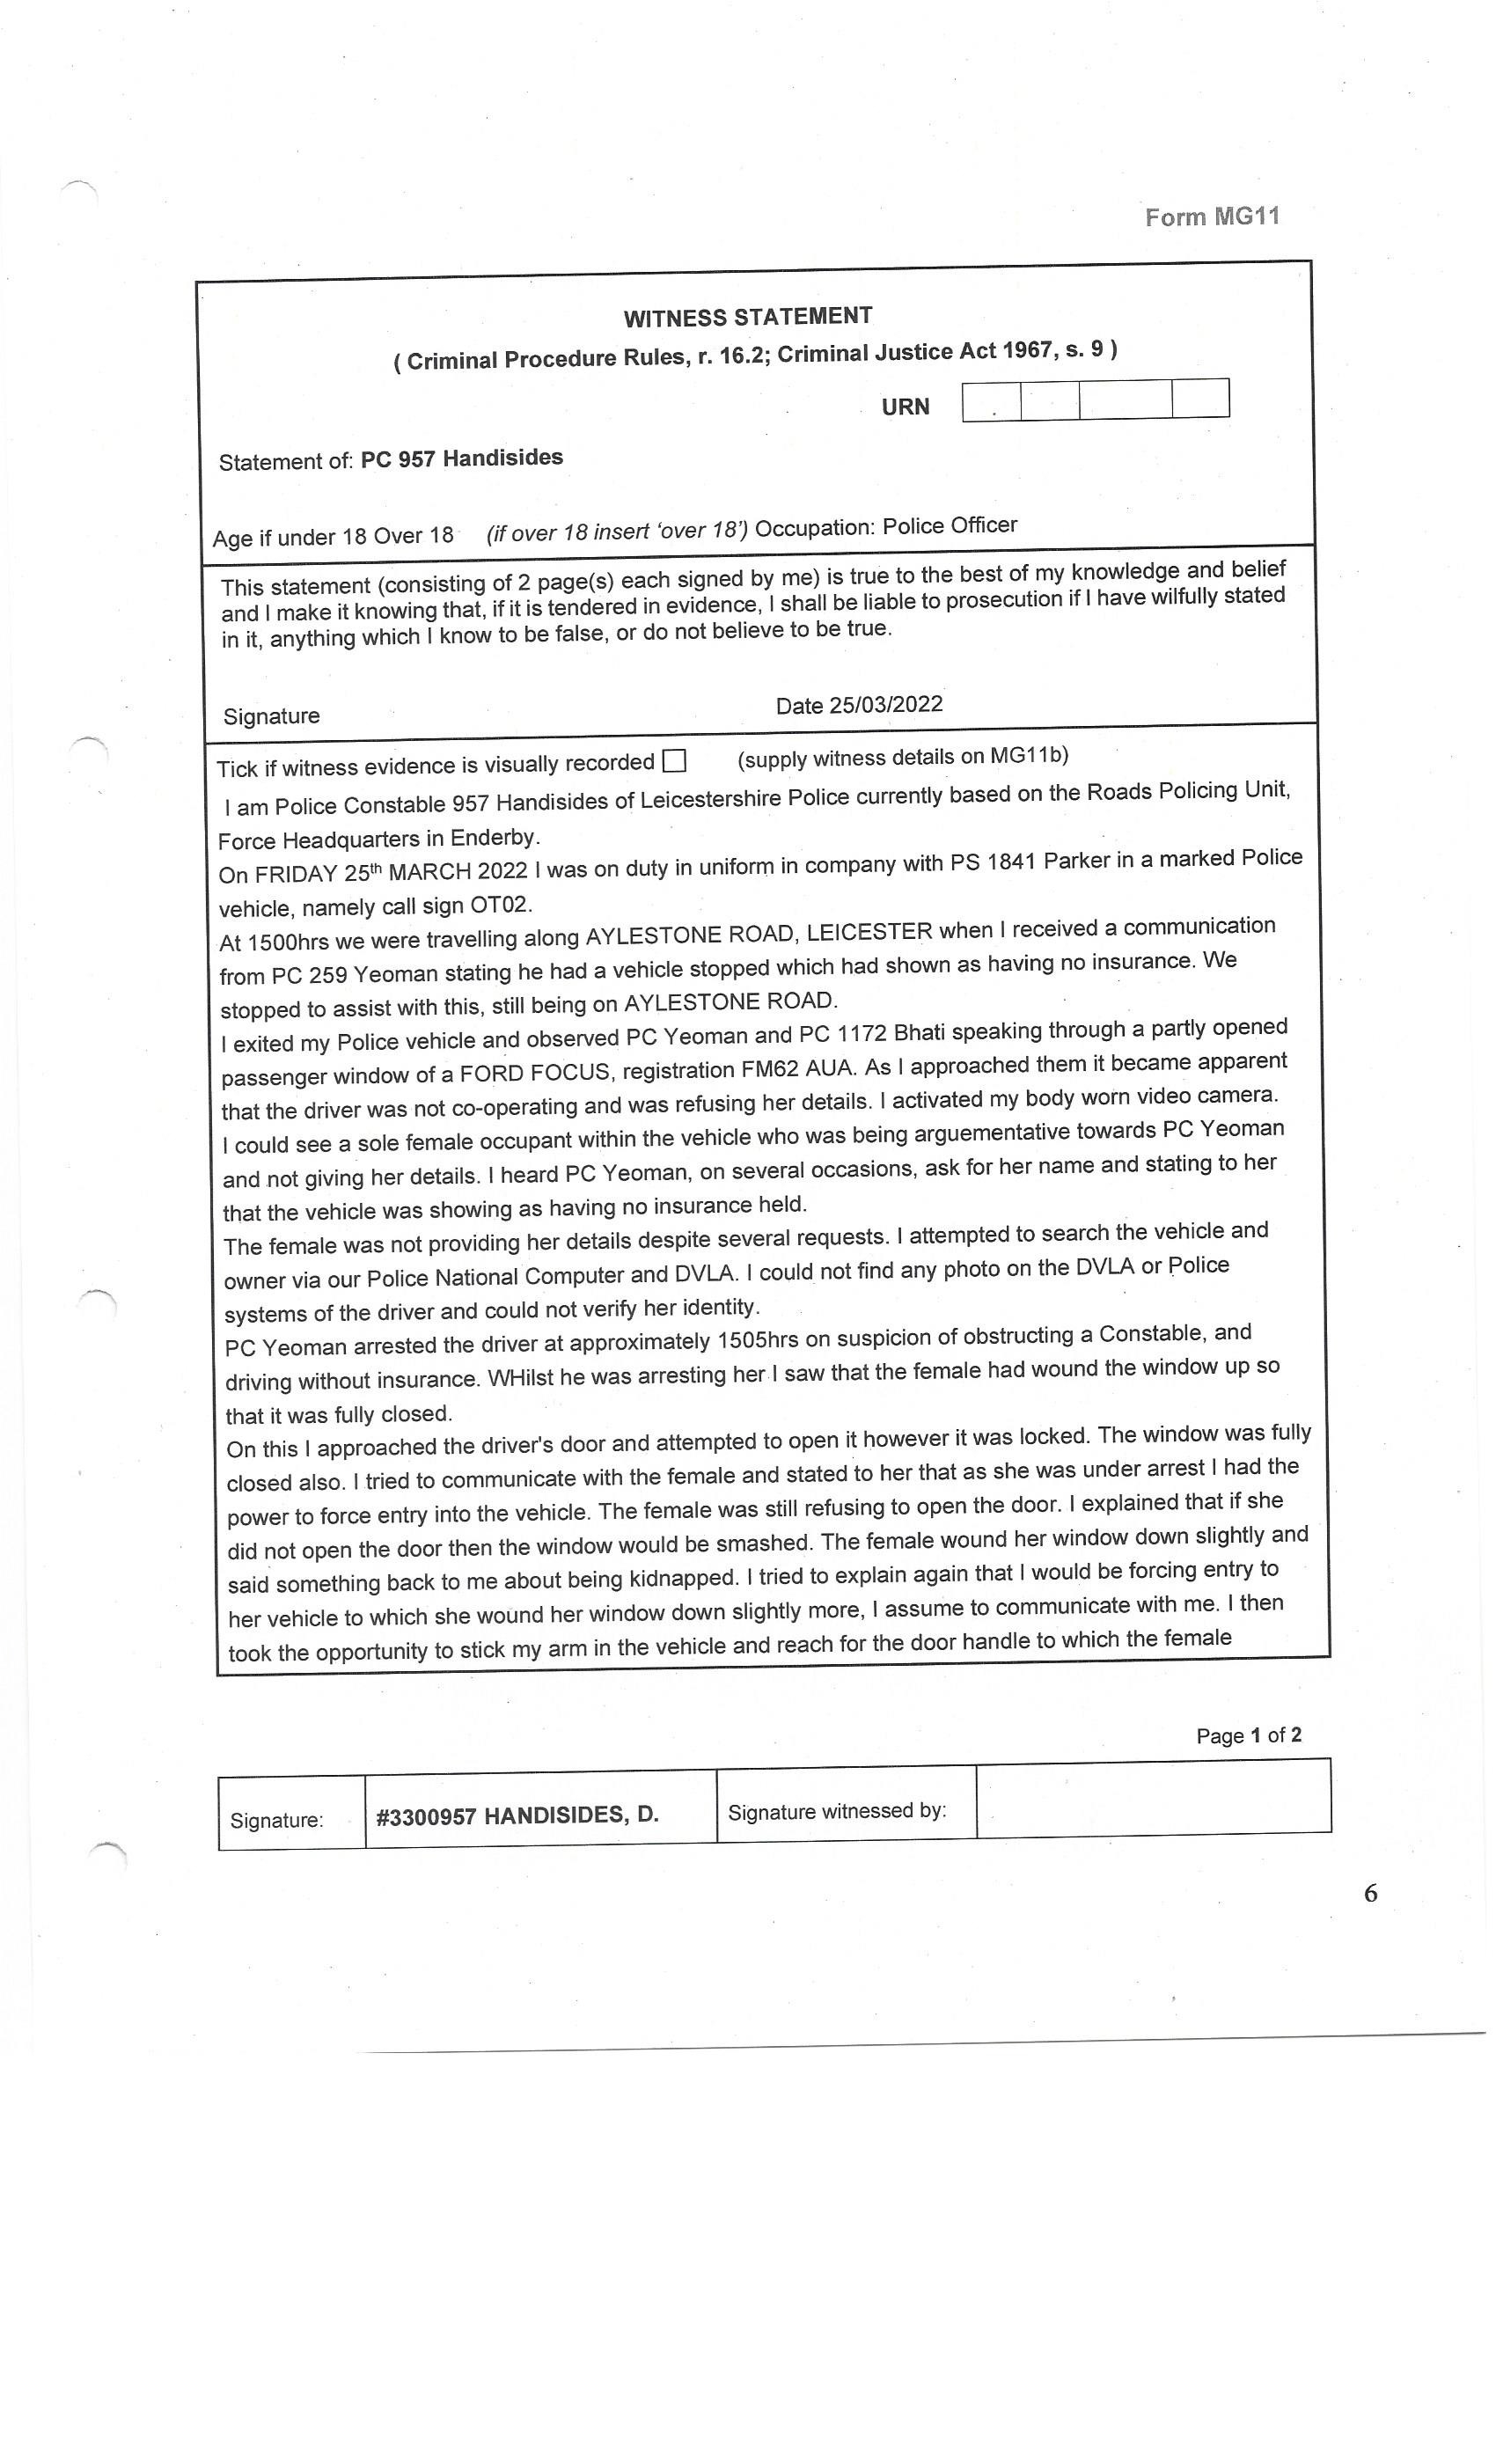 Form MG11
WITNESS STATEMENT
( Criminal Procedure Rules, r. 16.2; Criminal Justice Act 1967, s. 9 )
URN
Statement of: PC 957 Handisides
Age if under 18 Over 18 (if over 18 insert 'over 18') Occupation: Police Officer
This statement (consisting of 2 page(s) each signed by me) is true to the best of my knowledge and belief
and I make it knowing that, if it is tendered in evidence, I shall be liable to prosecution if I have wilfully stated
in it, anything which I know to be false, or do not believe to be true.
Signature Date 25/03/2022
Tick if witness evidence is visually recorded (supply witness details on MG11b)
I am Police Constable 957 Handisides of Leicestershire Police currently based on the Roads Policing Unit,
Force Headquarters in Enderby.
On FRIDAY 25th MARCH 2022 I was on duty in uniform in company with PS 1841 Parker in a marked Police
vehicle, namely call sign OT02.
At 1500hrs we were travelling along AYLESTONE ROAD, LEICESTER when I received a communication
from PC 259 Yeoman stating he had a vehicle stopped which had shown as having no insurance. We
stopped to assist with this, still being on AYLESTONE ROAD.
I exited my Police vehicle and observed PC Yeoman and PC 1172 Bhati speaking through a partly opened
passenger window of a FORD FOCUS, registration FM62 AUA. As I approached them it became apparent
that the driver was not co-operating and was refusing her details. I activated my body worn video camera.
I could see a sole female occupant within the vehicle who was being arguementative towards PC Yeoman
and not giving her details. I heard PC Yeoman, on several occasions, ask for her name and stating to her
that the vehicle was showing as having no insurance held.
The female was not providing her details despite several requests. I attempted to search the vehicle and
owner via our Police National Computer and DVLA. I could not find any photo on the DVLA or Police
systems of the driver and could not verify her identity.
PC Yeoman arrested the driver at approximately 1505hrs on suspicion of obstructing a Constable, and
driving without insurance. WHilst he was arresting her I saw that the female had wound the window up so
that it was fully closed.
On this I approached the driver's door and attempted to open it however it was locked. The window was fully
closed also. I tried to communicate with the female and stated to her that as she was under arrest I had the
power to force entry into the vehicle. The female was still refusing to open the door. I explained that if she
did not open the door then the window would be smashed. The female wound her window down slightly and
said something back to me about being kidnapped. I tried to explain again that I would be forcing entry to
her vehicle to which she wound her window down slightly more, I assume to communicate with me. I then
took the opportunity to stick my arm in the vehicle and reach for the door handle to which the female
Page 1 of 2
Signature: #3300957 HANDISIDES, D. Signature witnessed by:
6